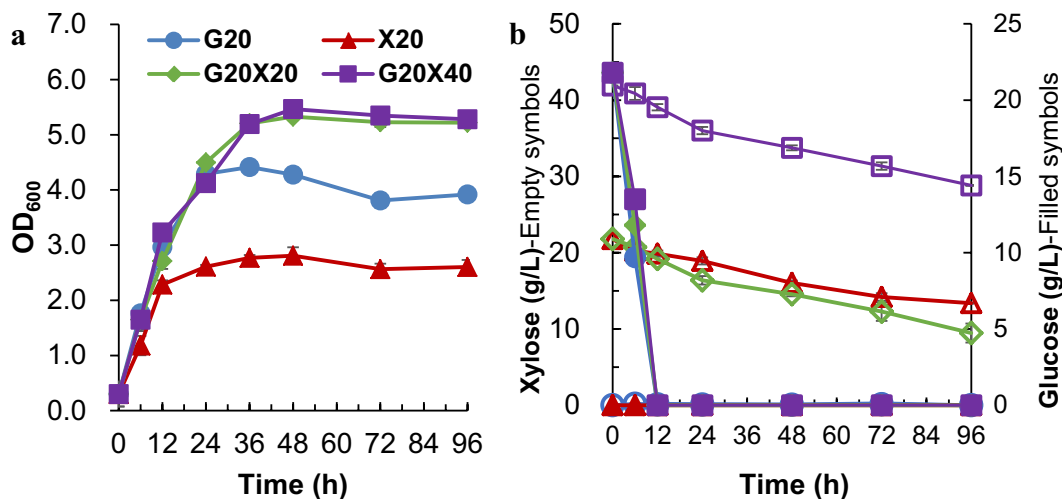 a
7.0
6.0
5.0
4.0
3.0
2.0
1.0
0.0
OD600
G20
X20
G20X20
G20X40
0 12 24 36 48 60 72 84 96
Time (h)
b
50
40
30
20
10
0
Xylose (g/L)-Empty symbols
25
20
15
10
5
0
Glucose (g/L)-Filled symbols
0 12 24 36 48 60 72 84 96
Time (h)